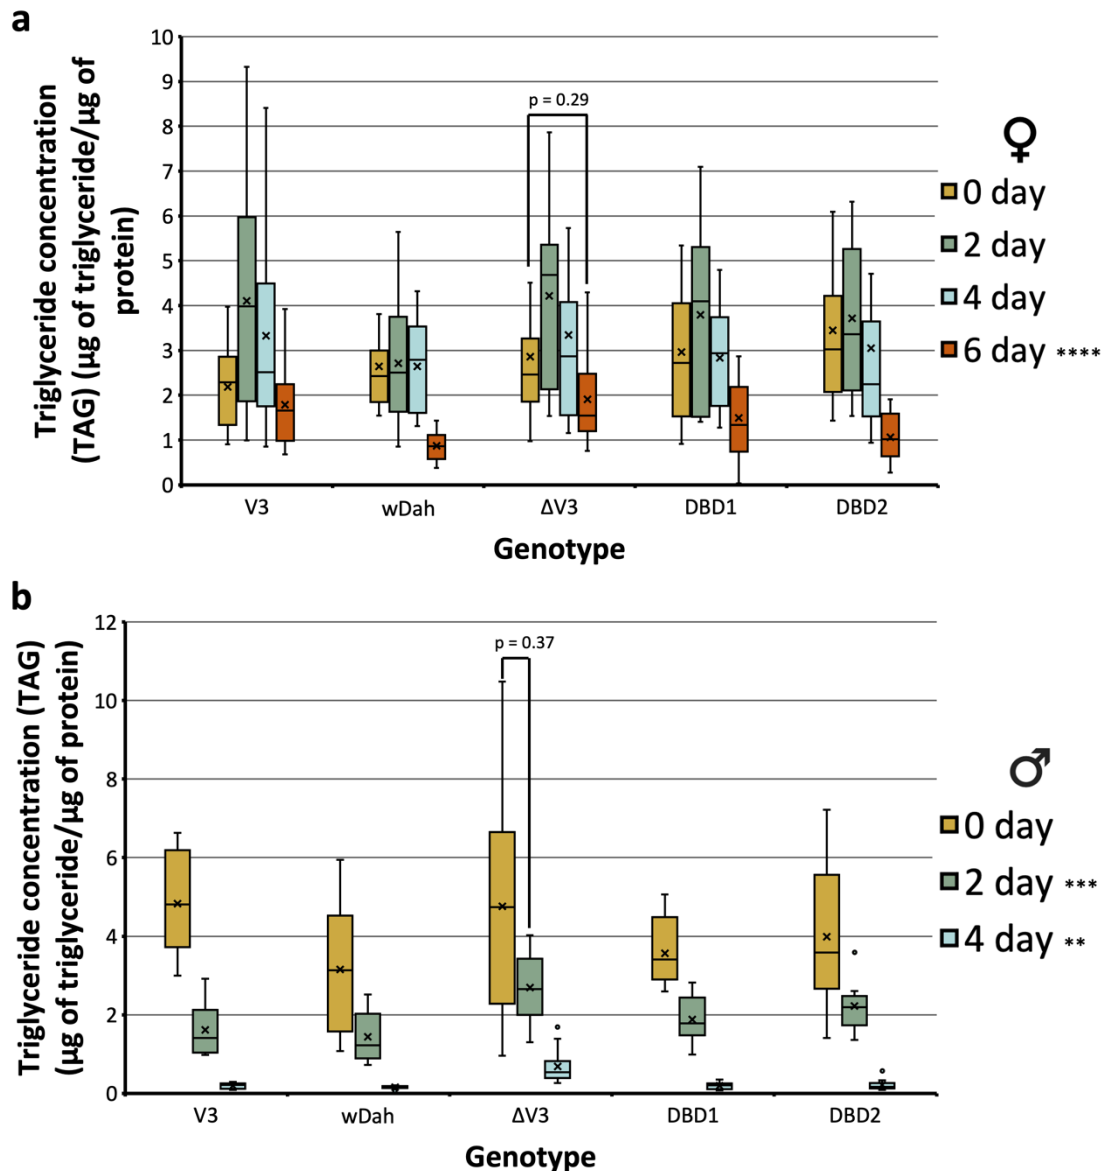 a
Triglyceride concentration
(TAG) (µg of triglyceride/µg of
protein)
10
9
8
7
6
5
4
3
2
1
0
p = 0.29
♀
0 day
2 day
4 day
6 day ****
V3 wDah ΔV3 DBD1 DBD2
Genotype
b
Triglyceride concentration (TAG)
(µg of triglyceride/µg of protein)
12
10
8
6
4
2
0
p = 0.37
♂
0 day
2 day ***
4 day **
V3 wDah ΔV3 DBD1 DBD2
Genotype